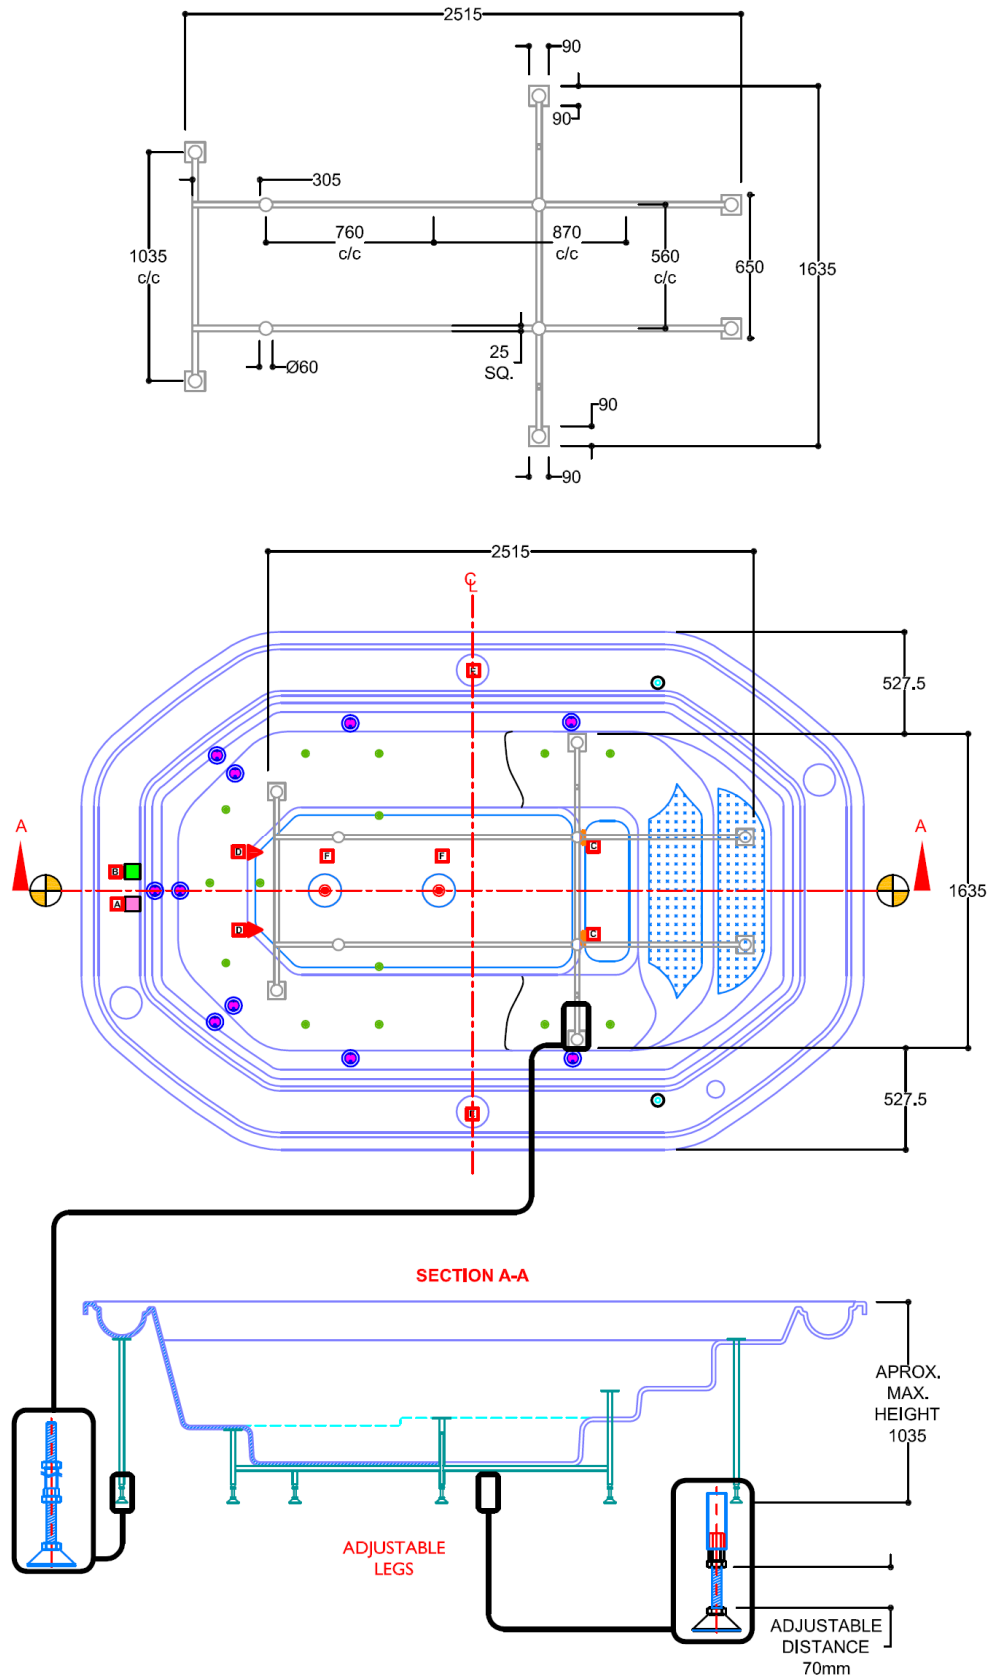 2515
90
90
305
760
c/c
870
c/c
1035
c/c
560
c/c
650
1635
25
SQ.
Ø60
90
90
2515
CL
E
527.5
A
A
B
A
D
F
F
C
1635
D
C
E
527.5
SECTION A-A
APROX.
MAX.
HEIGHT
1035
ADJUSTABLE
LEGS
ADJUSTABLE
DISTANCE
70mm